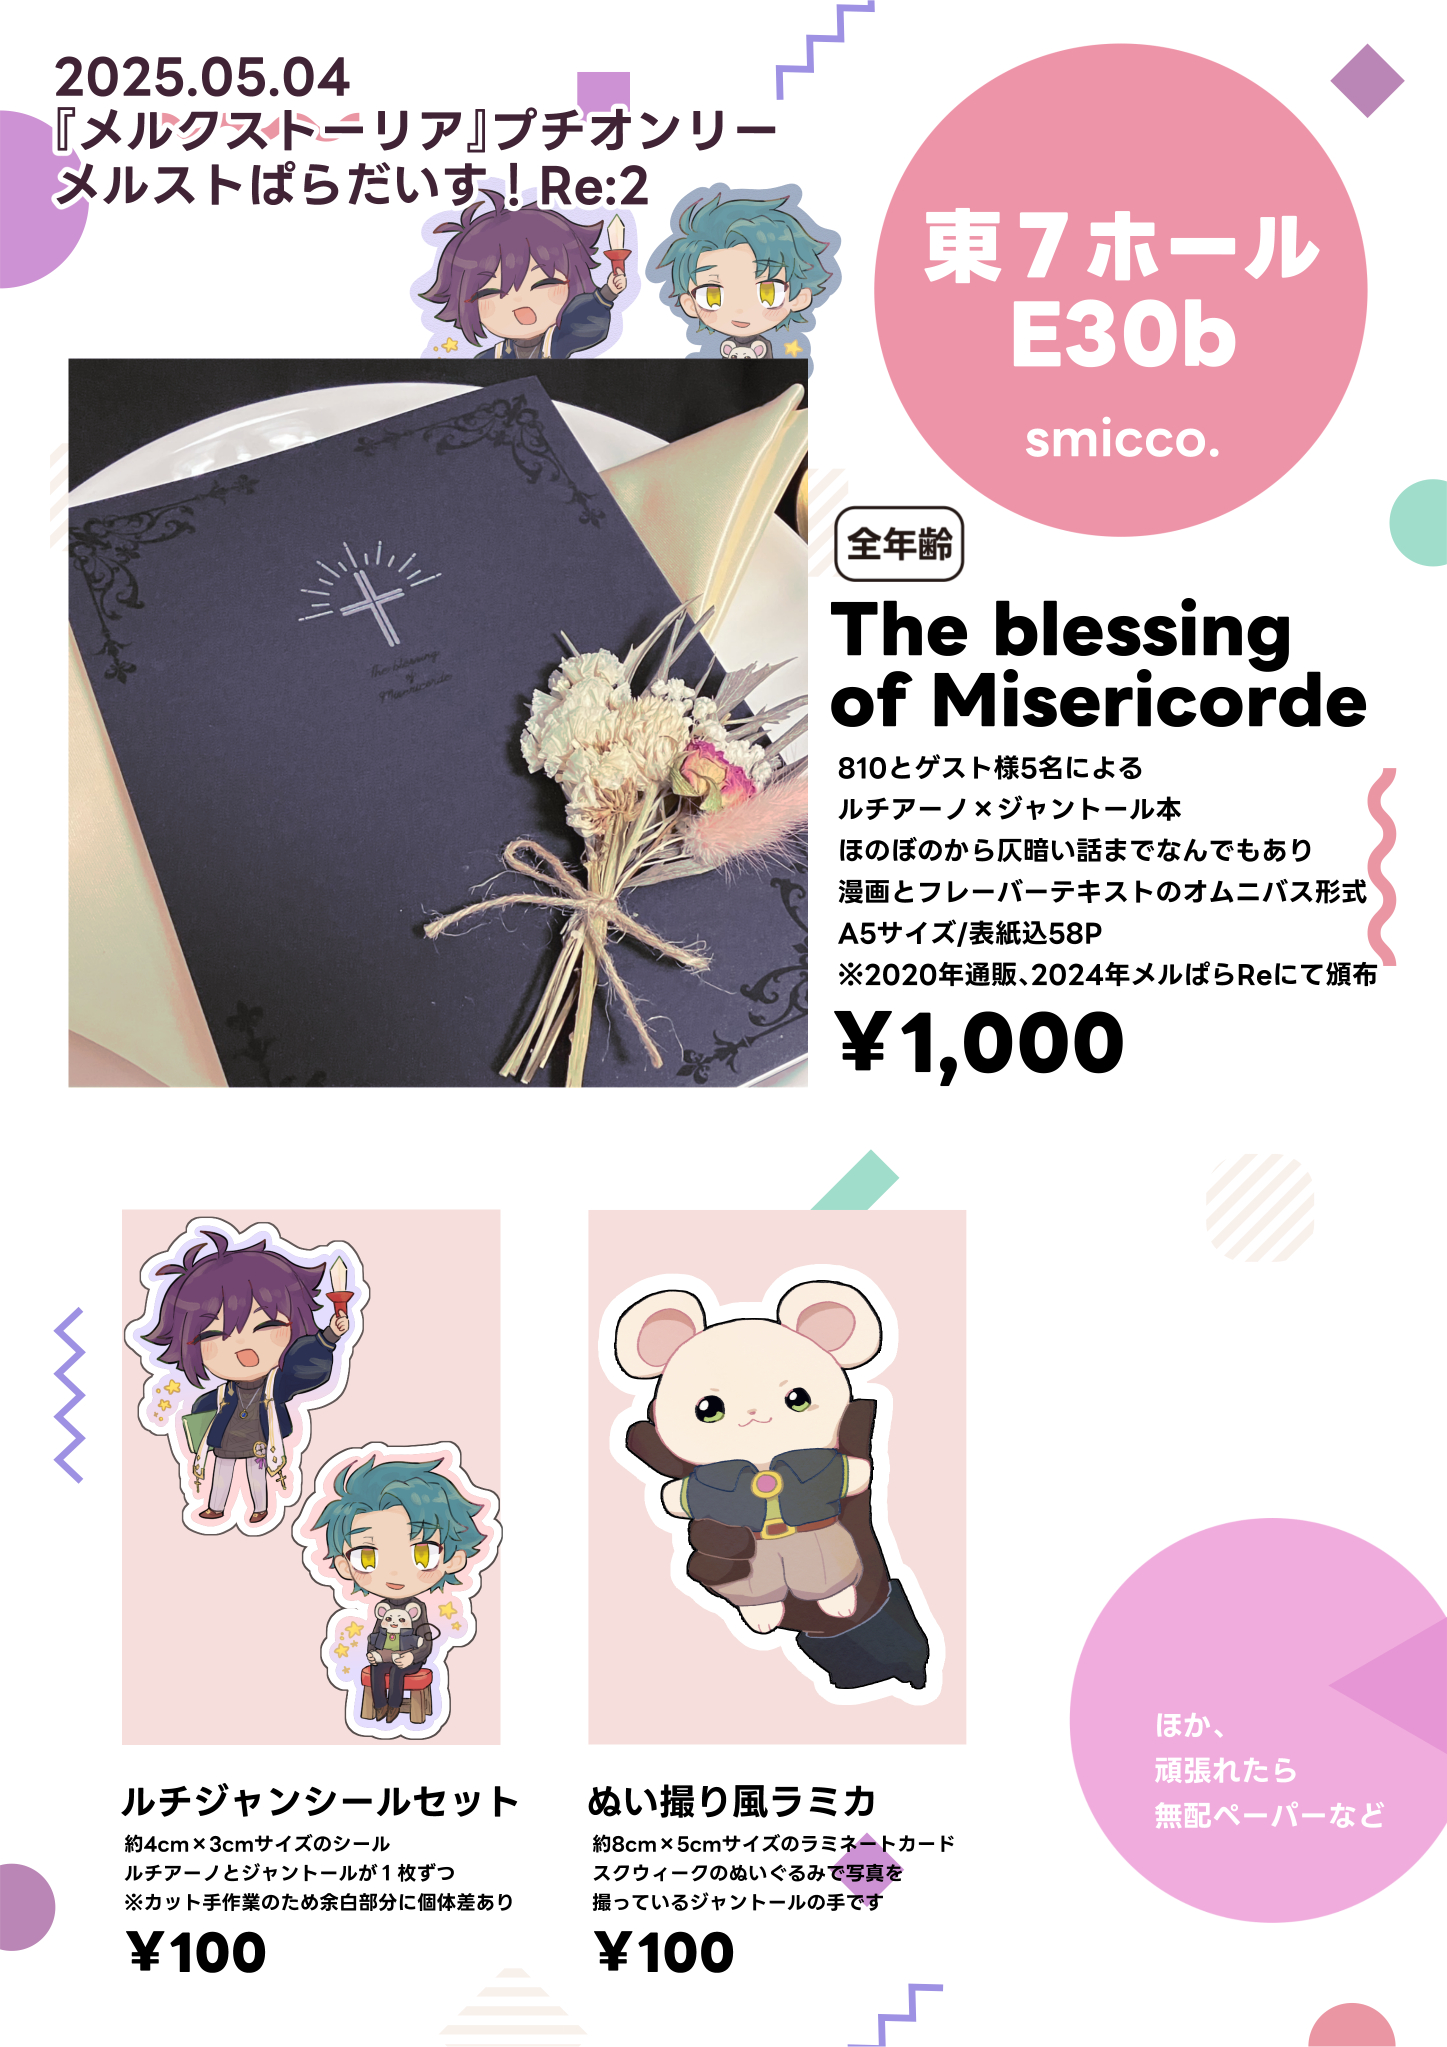 2025.05.04
『メルクストーリア』プチオンリー
メルストぱらだいす！Re:2
東７ホール
E30b
smicco.
全年齢
The blessing
of Misericorde
The blessing
of
Misericorde
810とゲスト様5名による
ルチアーノ×ジャントール本
ほのぼのから仄暗い話までなんでもあり
漫画とフレーバーテキストのオムニバス形式
A5サイズ/表紙込58P
※2020年通販、2024年メルぱらReにて頒布
￥1,000
ルチジャンシールセット
約4cm×3cmサイズのシール
ルチアーノとジャントールが１枚ずつ
※カット手作業のため余白部分に個体差あり
￥100
ぬい撮り風ラミカ
約8cm×5cmサイズのラミネートカード
スクウィークのぬいぐるみで写真を
撮っているジャントールの手です
￥100
ほか、
頑張れたら
無配ペーパーなど